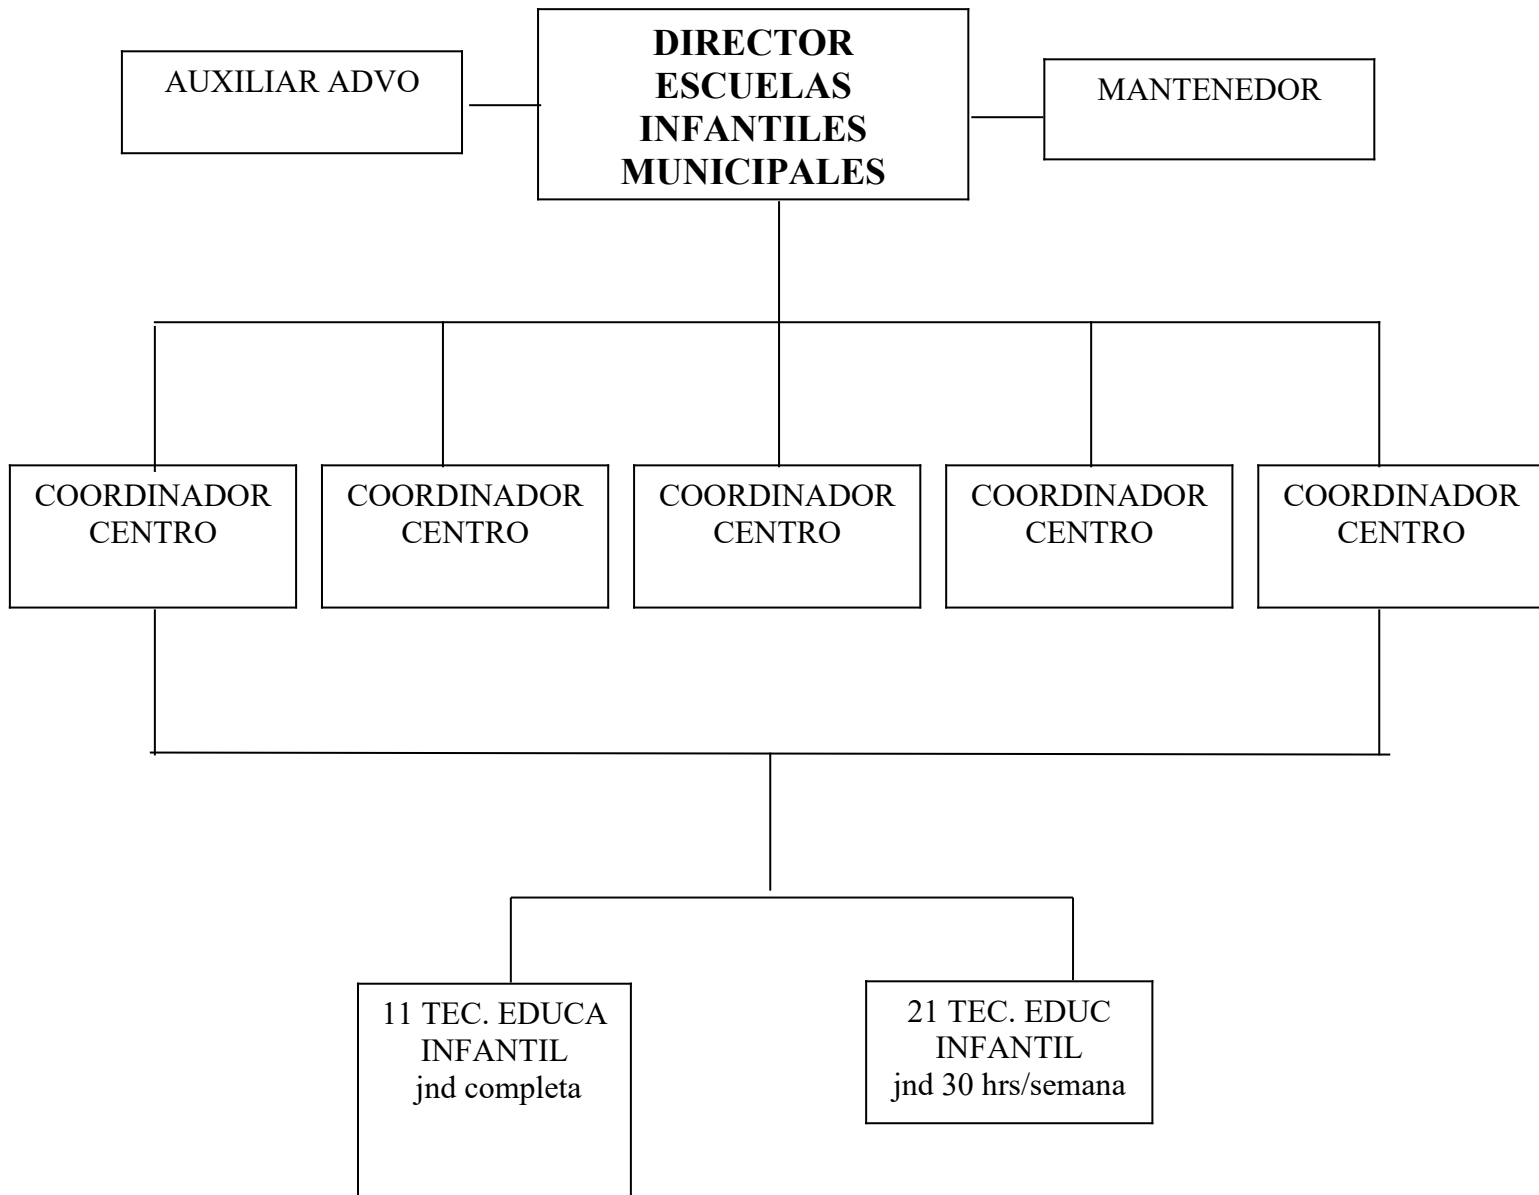 AUXILIAR ADVO
DIRECTOR
ESCUELAS
INFANTILES
MUNICIPALES
MANTENEDOR
COORDINADOR
CENTRO
COORDINADOR
CENTRO
COORDINADOR
CENTRO
COORDINADOR
CENTRO
COORDINADOR
CENTRO
11 TEC. EDUCA
INFANTIL
jnd completa
21 TEC. EDUC
INFANTIL
jnd 30 hrs/semana